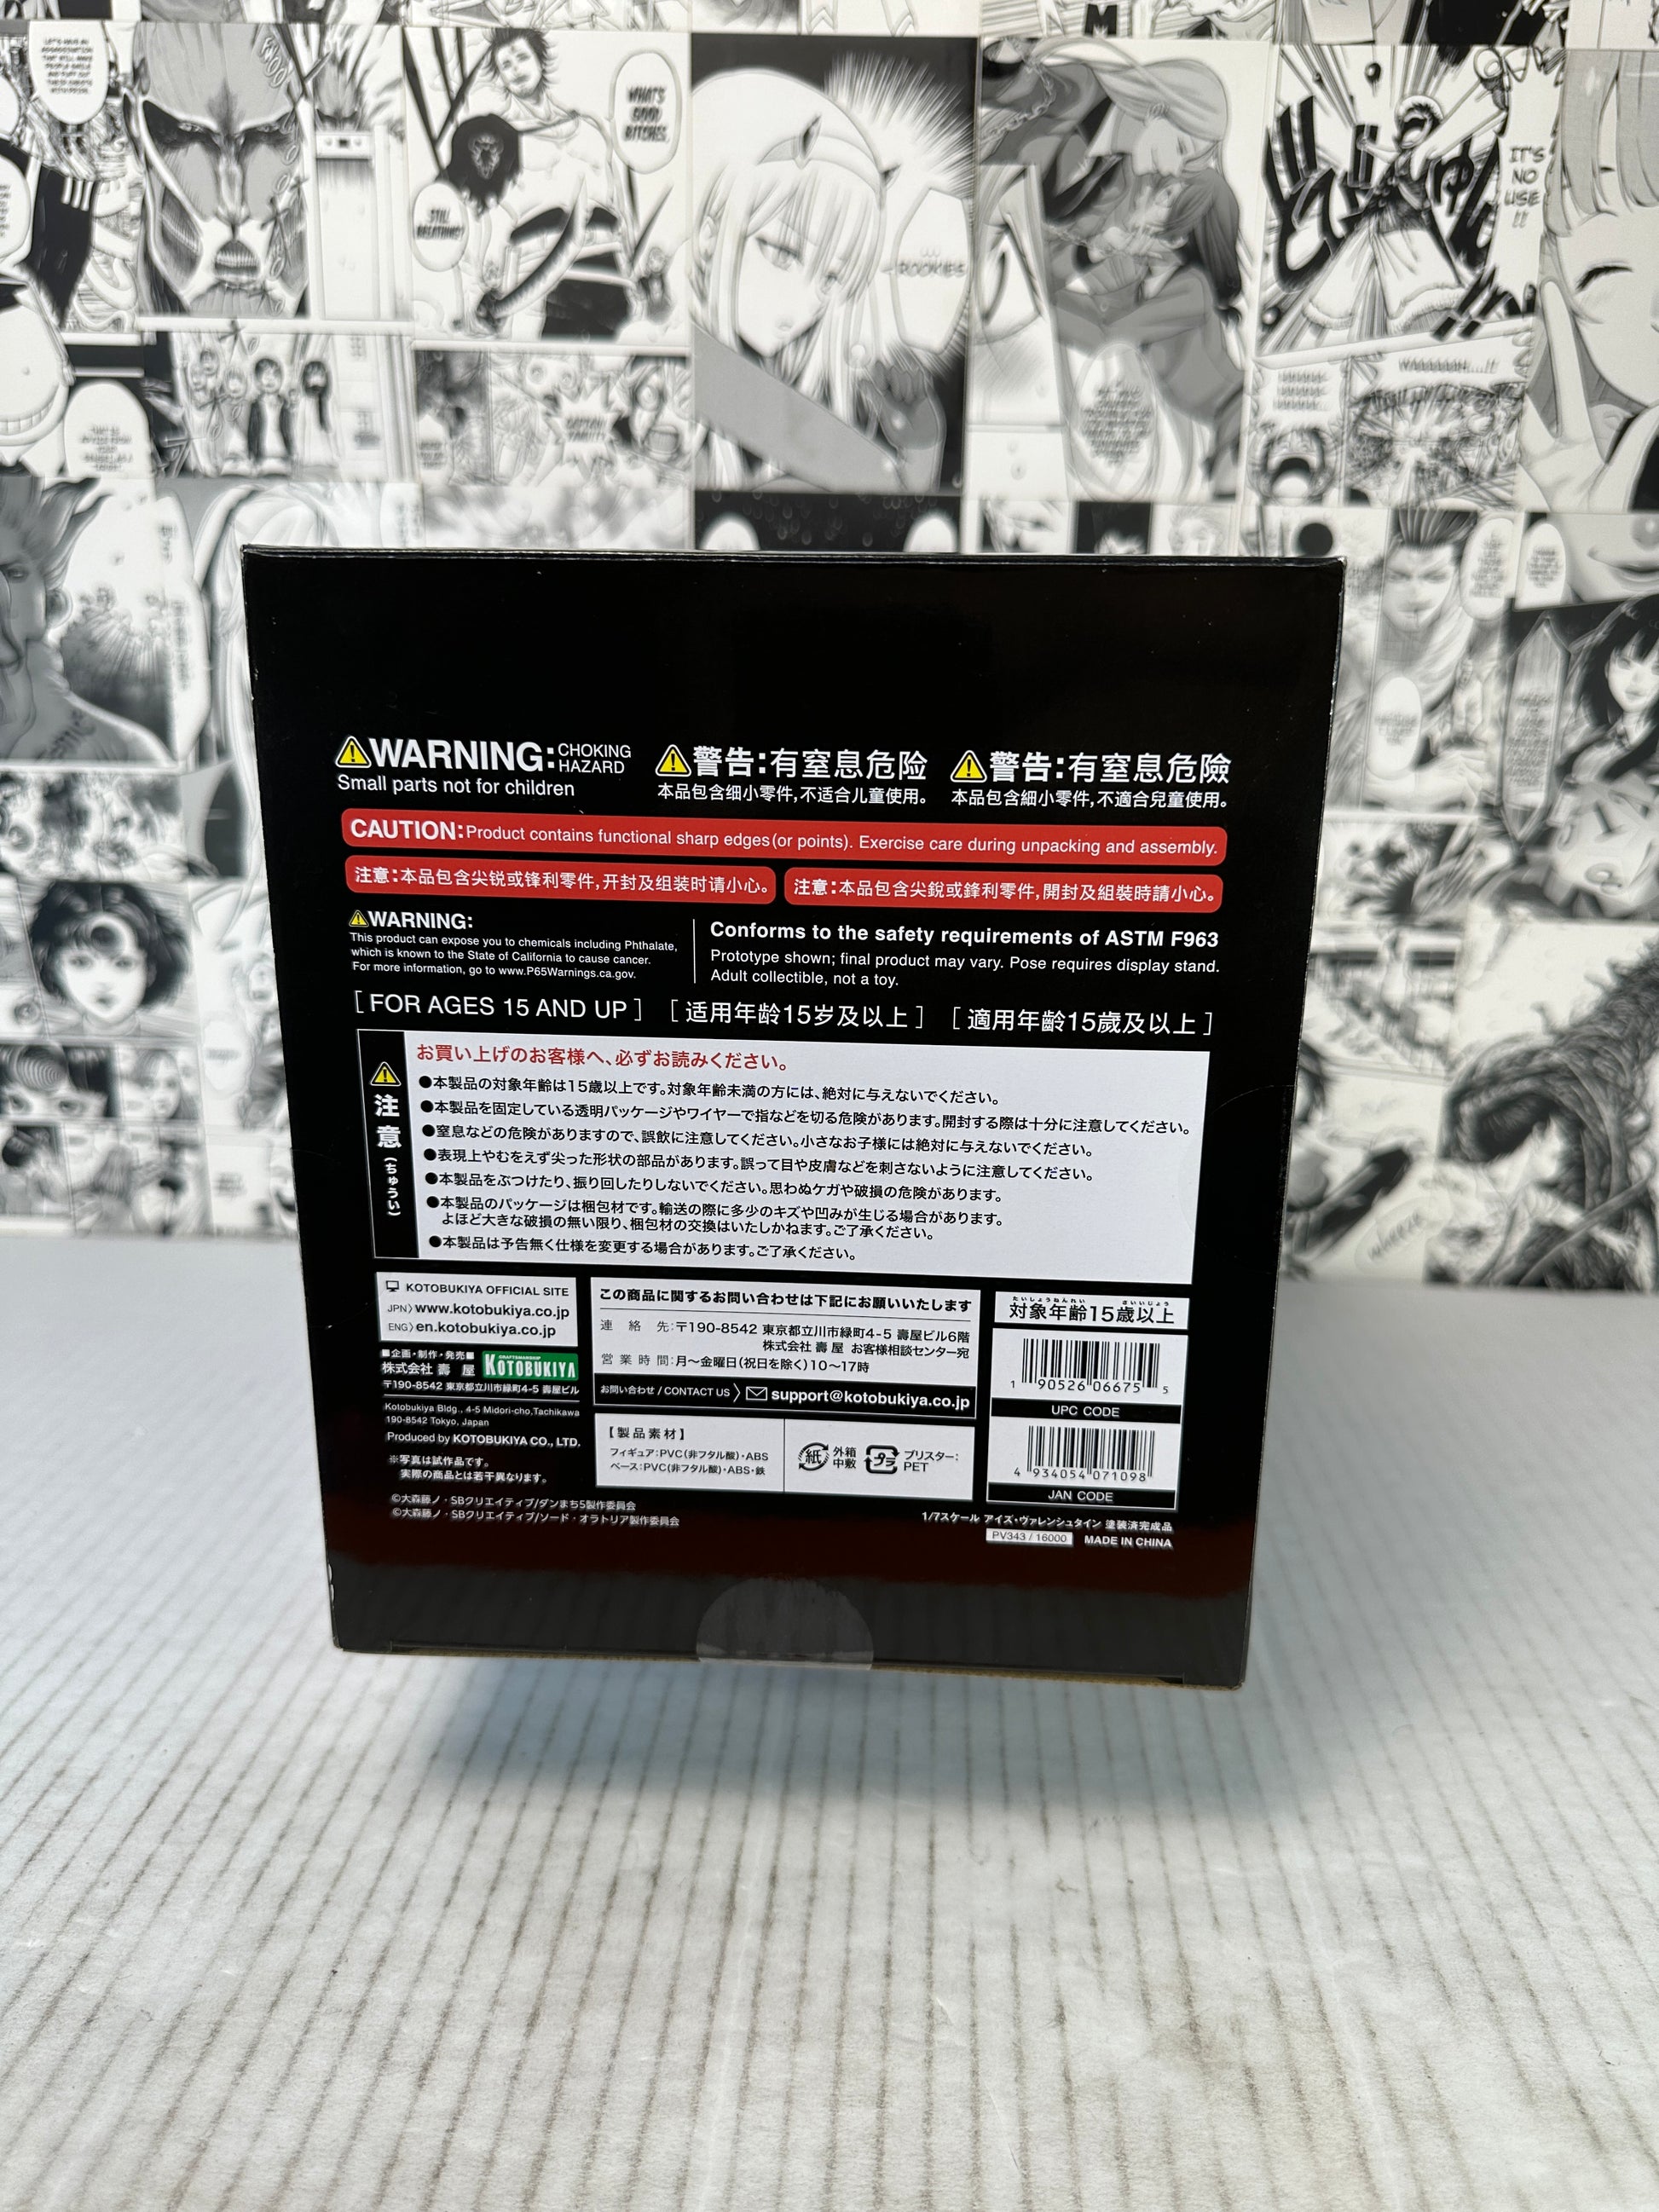 WHAT'S
GOOD
BITCHES.
STILL
BREATHING?
ROOKIES
IT'S
NO
USE
!!
WARNING: CHOKING HAZARD
Small parts not for children
警告:有窒息危险
本品包含细小零件,不适合儿童使用。
警告:有窒息危險
本品包含細小零件,不適合兒童使用。
CAUTION: Product contains functional sharp edges (or points). Exercise care during unpacking and assembly.
注意:本品包含尖锐或锋利零件,开封及组装时请小心。
注意:本品包含尖銳或鋒利零件,開封及組裝時請小心。
WARNING:
This product can expose you to chemicals including Phthalate,
which is known to the State of California to cause cancer.
For more information, go to www.P65Warnings.ca.gov.
Conforms to the safety requirements of ASTM F963
Prototype shown; final product may vary. Pose requires display stand.
Adult collectible, not a toy.
[ FOR AGES 15 AND UP ] [ 适用年龄15岁及以上 ] [ 適用年齡15歲及以上 ]
注意(ちゅうい)
お買い上げのお客様へ、必ずお読みください。
●本製品の対象年齢は15歳以上です。対象年齢未満の方には、絶対に与えないでください。
●本製品を固定している透明パッケージやワイヤーで指などを切る危険があります。開封する際は十分に注意してください。
●窒息などの危険がありますので、誤飲に注意してください。小さなお子様には絶対に与えないでください。
●表現上やむをえず尖った形状の部品があります。誤って目や皮膚などを刺さないように注意してください。
●本製品をぶつけたり、振り回したりしないでください。思わぬケガや破損の危険があります。
●本製品のパッケージは梱包材です。輸送の際に多少のキズや凹みが生じる場合があります。
よほど大きな破損の無い限り、梱包材の交換はいたしかねます。ご了承ください。
●本製品は予告無く仕様を変更する場合があります。ご了承ください。
KOTOBUKIYA OFFICIAL SITE
JPN〉www.kotobukiya.co.jp
ENG〉en.kotobukiya.co.jp
■企画・制作・発売■
株式会社 壽 屋
CRAFTSMANSHIP
KOTOBUKIYA
〒190-8542 東京都立川市緑町4-5 壽屋ビル
Kotobukiya Bldg., 4-5 Midori-cho,Tachikawa
190-8542 Tokyo, Japan
Produced by KOTOBUKIYA CO., LTD.
※写真は試作品です。
実際の商品とは若干異なります。
この商品に関するお問い合わせは下記にお願いいたします
連絡先:〒190-8542 東京都立川市緑町4-5 壽屋ビル6階
株式会社 壽 屋 お客様相談センター宛
営業時間:月〜金曜日(祝日を除く)10〜17時
お問い合わせ / CONTACT US 〉 support@kotobukiya.co.jp
【製品素材】
フィギュア:PVC(非フタル酸)・ABS
ベース:PVC(非フタル酸)・ABS・鉄
紙 外箱 中敷
プラ ブリスター: PET
たいしょうねんれい さいいじょう
対象年齢15歳以上
1 90526 06675 5
UPC CODE
4 934054 071098
JAN CODE
©大森藤ノ・SBクリエイティブ/ダンまち5製作委員会
©大森藤ノ・SBクリエイティブ/ソード・オラトリア製作委員会
1/7スケール アイズ・ヴァレンシュタイン 塗装済完成品
PV343 / 16000 MADE IN CHINA